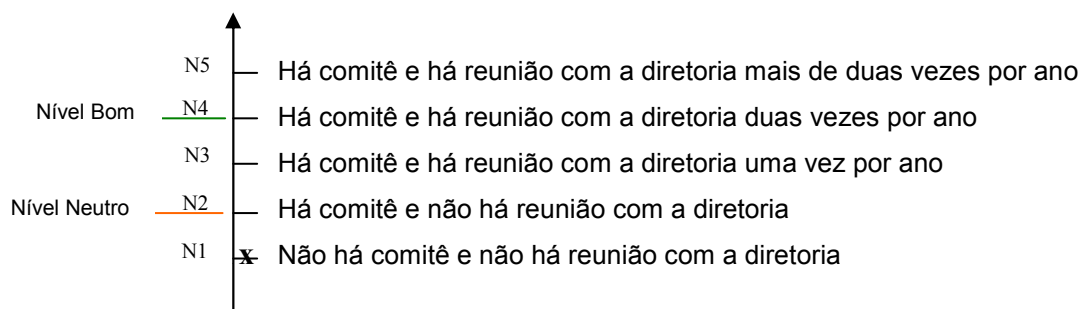 N5 Há comitê e há reunião com a diretoria mais de duas vezes por ano
Nível Bom N4 Há comitê e há reunião com a diretoria duas vezes por ano
N3 Há comitê e há reunião com a diretoria uma vez por ano
Nível Neutro N2 Há comitê e não há reunião com a diretoria
N1 x Não há comitê e não há reunião com a diretoria